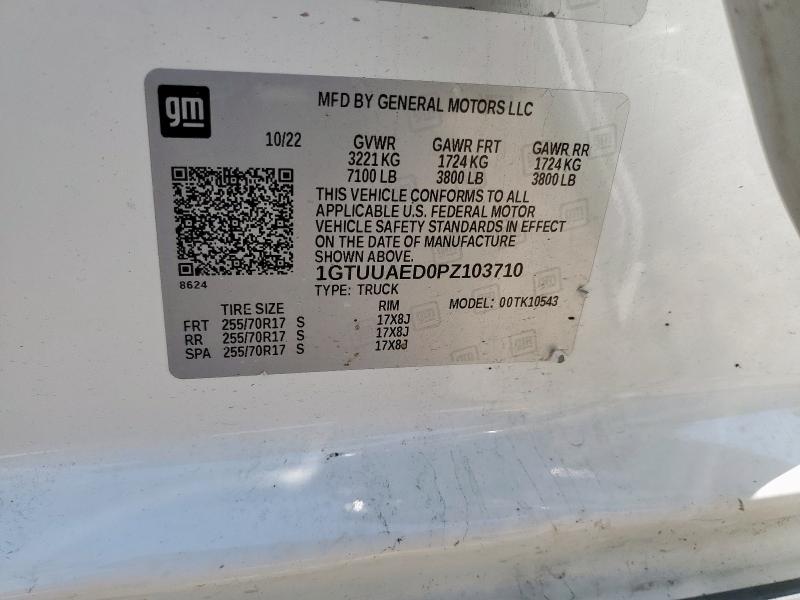 gm
MFD BY GENERAL MOTORS LLC
10/22 GVWR GAWR FRT GAWR RR
3221 KG 1724 KG 1724 KG
7100 LB 3800 LB 3800 LB
THIS VEHICLE CONFORMS TO ALL
APPLICABLE U.S. FEDERAL MOTOR
VEHICLE SAFETY STANDARDS IN EFFECT
ON THE DATE OF MANUFACTURE
SHOWN ABOVE.
1GTUUAED0PZ103710
8624
TYPE: TRUCK
TIRE SIZE RIM MODEL: 00TK10543
FRT 255/70R17 S 17X8J
RR 255/70R17 S 17X8J
SPA 255/70R17 S 17X8J